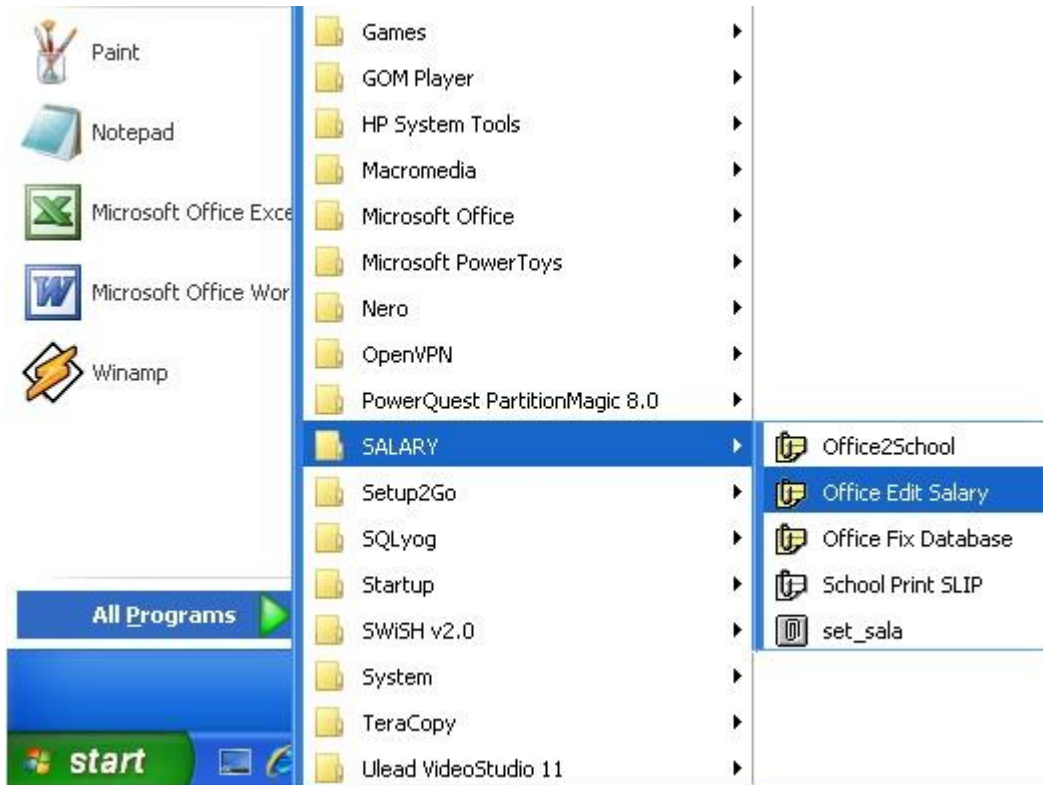 Paint
Notepad
Microsoft Office Exce
Microsoft Office Wor
Winamp
All Programs
start
Games
GOM Player
HP System Tools
Macromedia
Microsoft Office
Microsoft PowerToys
Nero
OpenVPN
PowerQuest PartitionMagic 8.0
SALARY
Setup2Go
SQLyog
Startup
SWiSH v2.0
System
TeraCopy
Ulead VideoStudio 11
Office2School
Office Edit Salary
Office Fix Database
School Print SLIP
set_sala